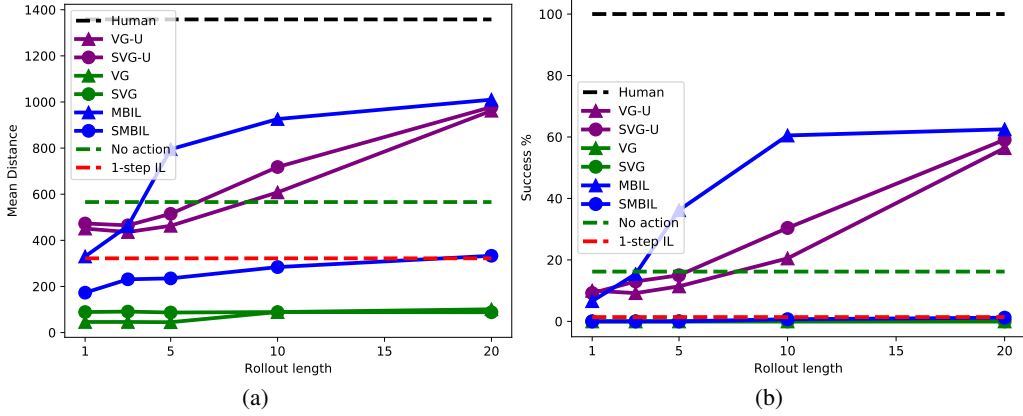 1400
1200
1000
800
600
400
200
0
Mean Distance
Human
VG-U
SVG-U
VG
SVG
MBIL
SMBIL
No action
1-step IL
1
5
10
15
20
Rollout length
(a)
100
80
60
40
20
0
Success %
Human
VG-U
SVG-U
VG
SVG
MBIL
SMBIL
No action
1-step IL
1
5
10
15
20
Rollout length
(b)